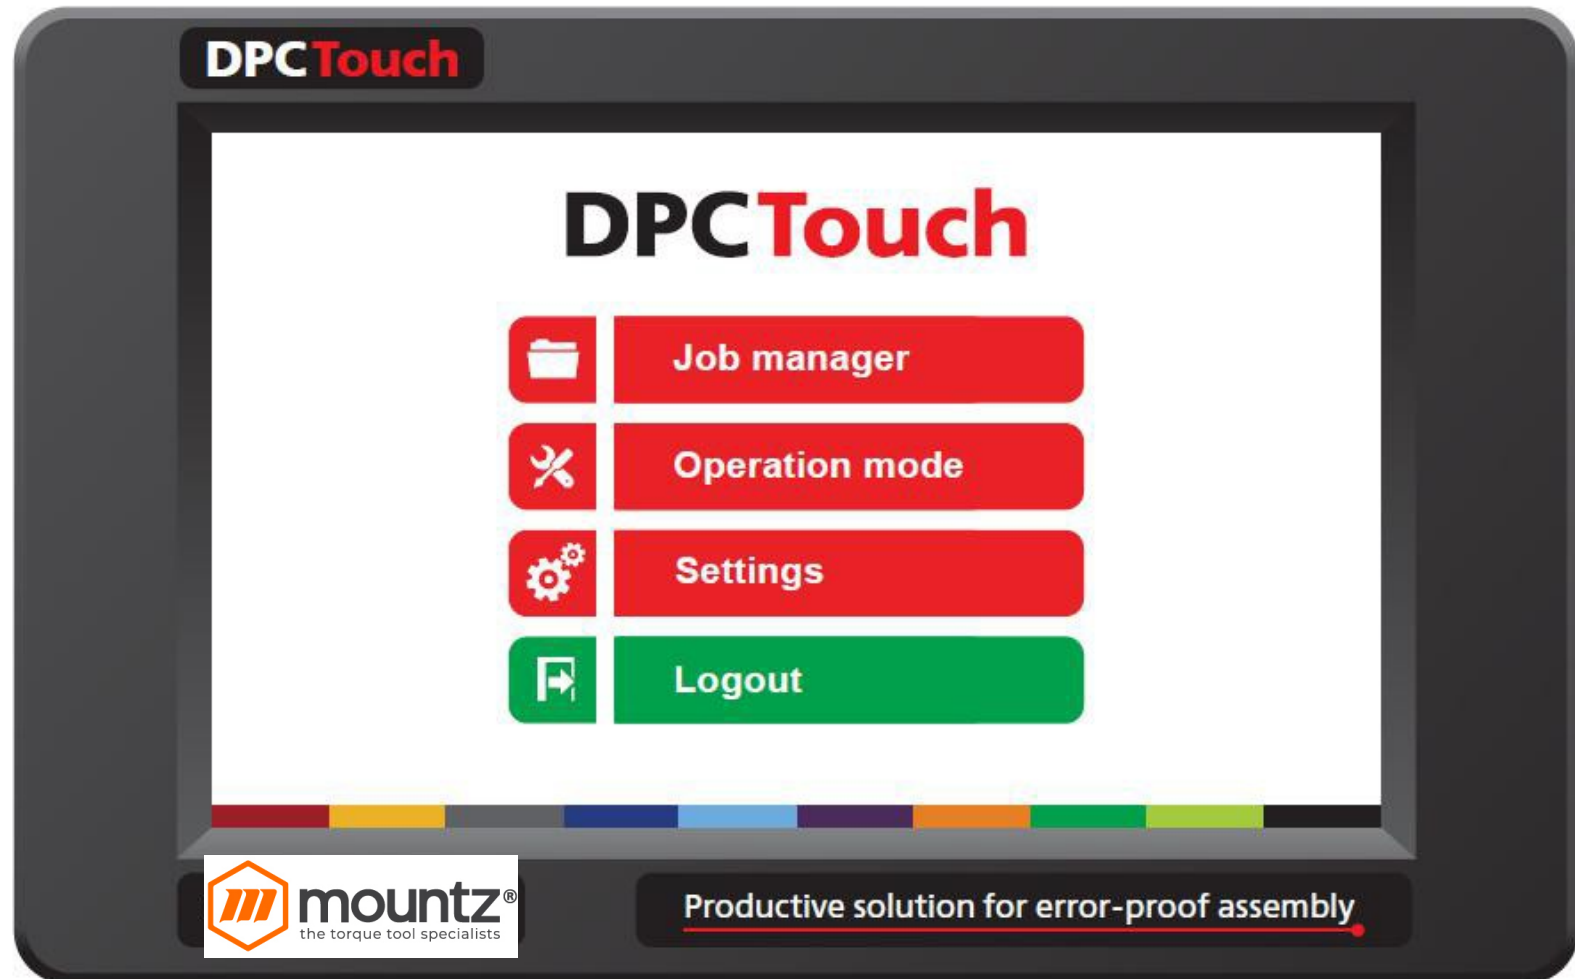 DPCTouch
DPCTouch
Job manager
Operation mode
Settings
Logout
mountz®
the torque tool specialists
Productive solution for error-proof assembly